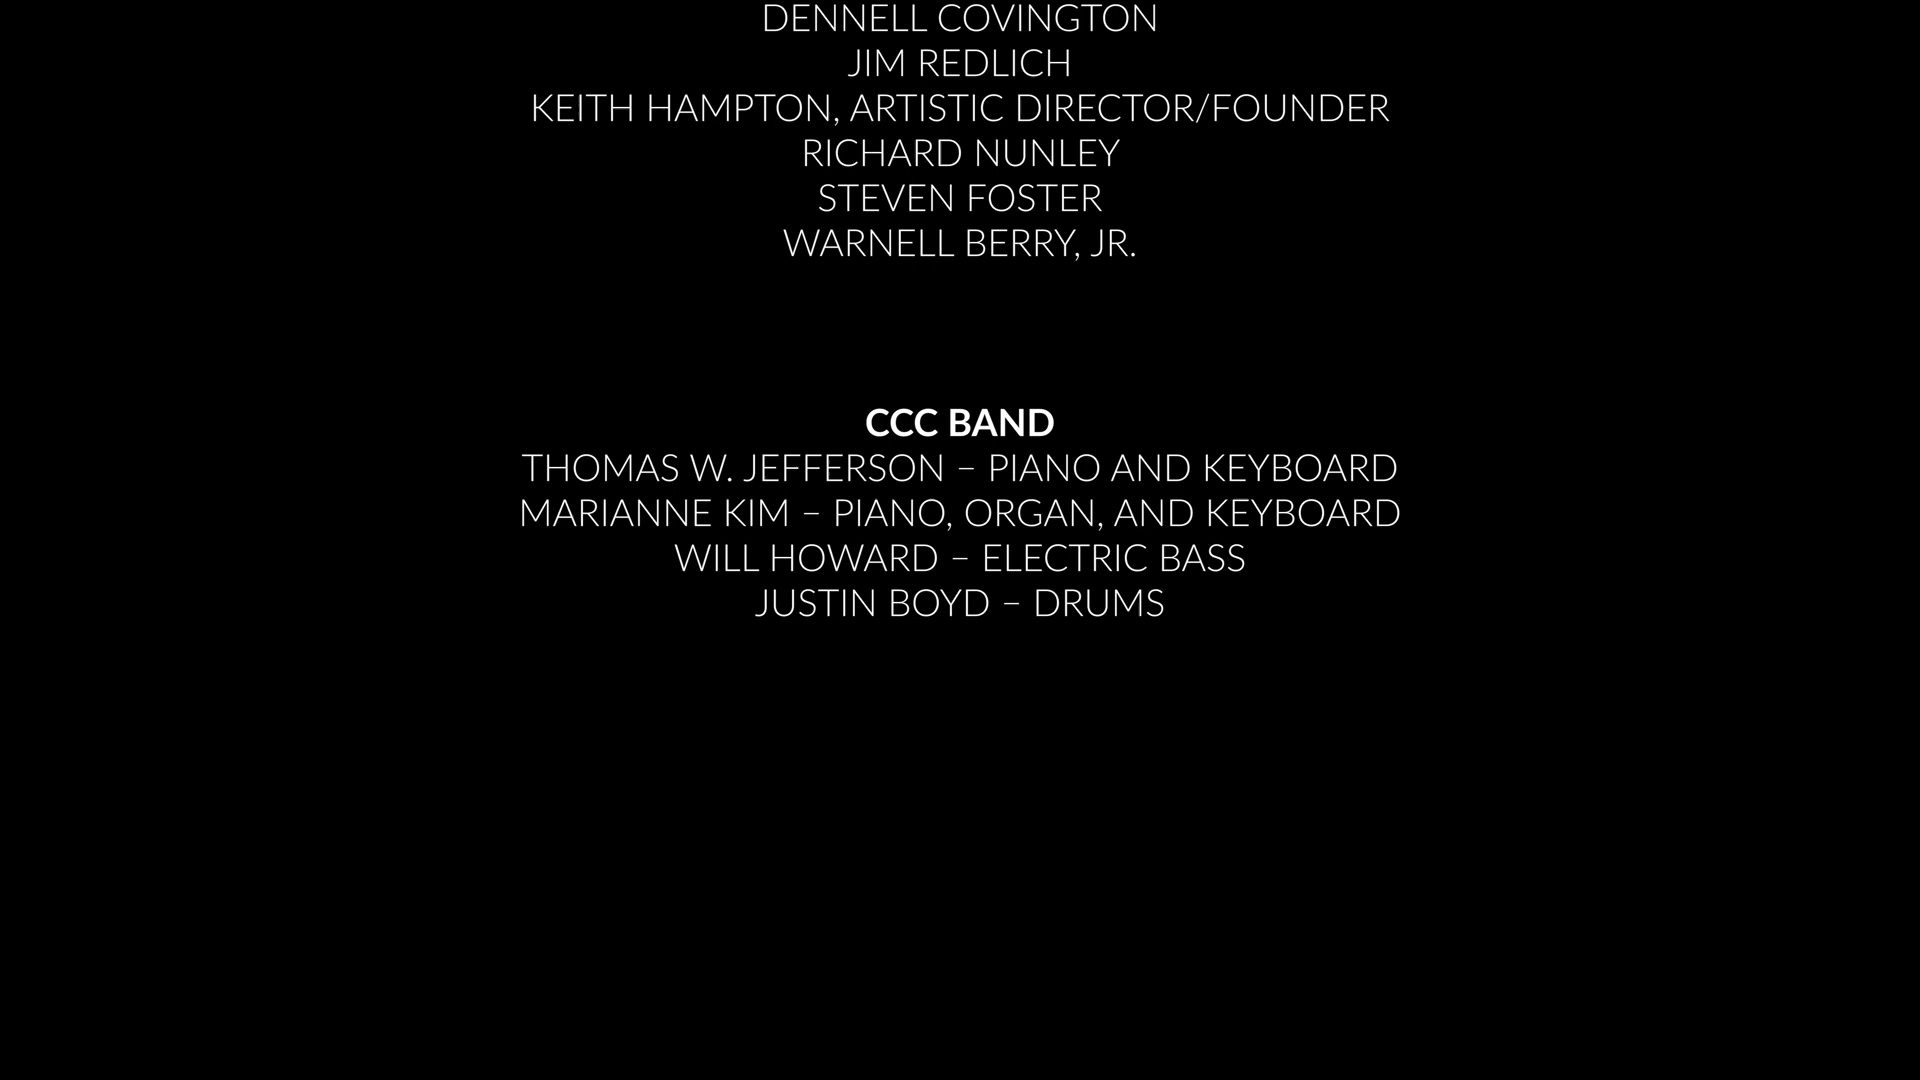 DENNELL COVINGTON
JIM REDLICH
KEITH HAMPTON, ARTISTIC DIRECTOR/FOUNDER
RICHARD NUNLEY
STEVEN FOSTER
WARNELL BERRY, JR.
CCC BAND
THOMAS W. JEFFERSON – PIANO AND KEYBOARD
MARIANNE KIM – PIANO, ORGAN, AND KEYBOARD
WILL HOWARD – ELECTRIC BASS
JUSTIN BOYD – DRUMS